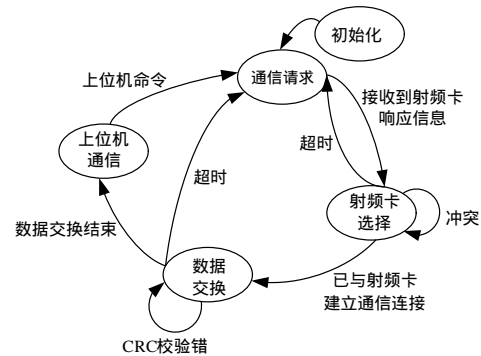 初始化
通信请求
上位机命令
接收到射频卡
响应信息
超时
上位机
通信
超时
射频卡
选择
冲突
数据交换结束
数据
交换
已与射频卡
建立通信连接
CRC校验错